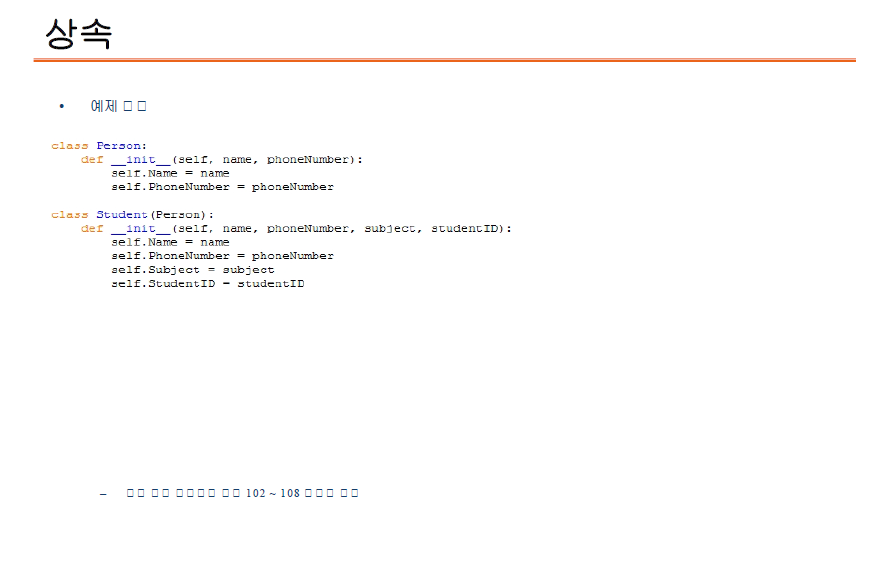 상속
• 예제
class Person:
    def __init__(self, name, phoneNumber):
        self.Name = name
        self.PhoneNumber = phoneNumber
class Student(Person):
    def __init__(self, name, phoneNumber, subject, studentID):
        self.Name = name
        self.PhoneNumber = phoneNumber
        self.Subject = subject
        self.StudentID = studentID
– 102 ~ 108